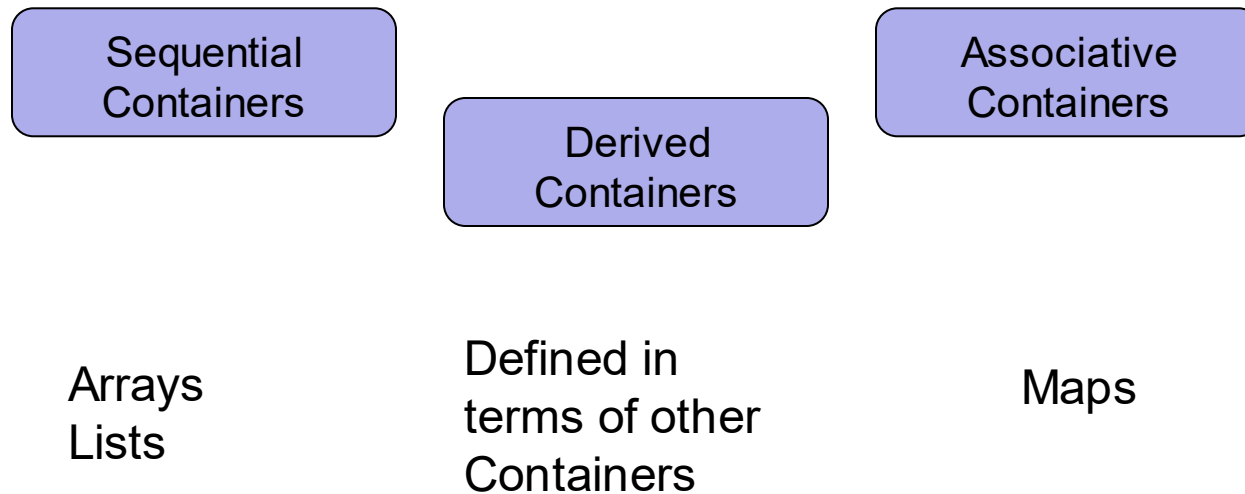 Sequential
Containers
Derived
Containers
Associative
Containers
Arrays
Lists
Defined in
terms of other
Containers
Maps